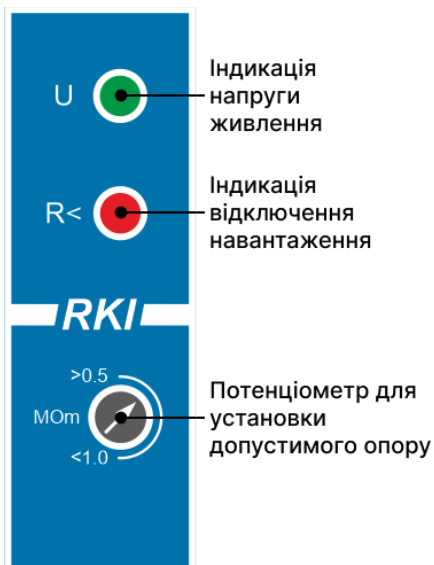 U
Індикація
напруги
живлення
R<
Індикація
відключення
навантаження
RKI
>0.5
MOm
<1.0
Потенціометр для
установки
допустимого опору